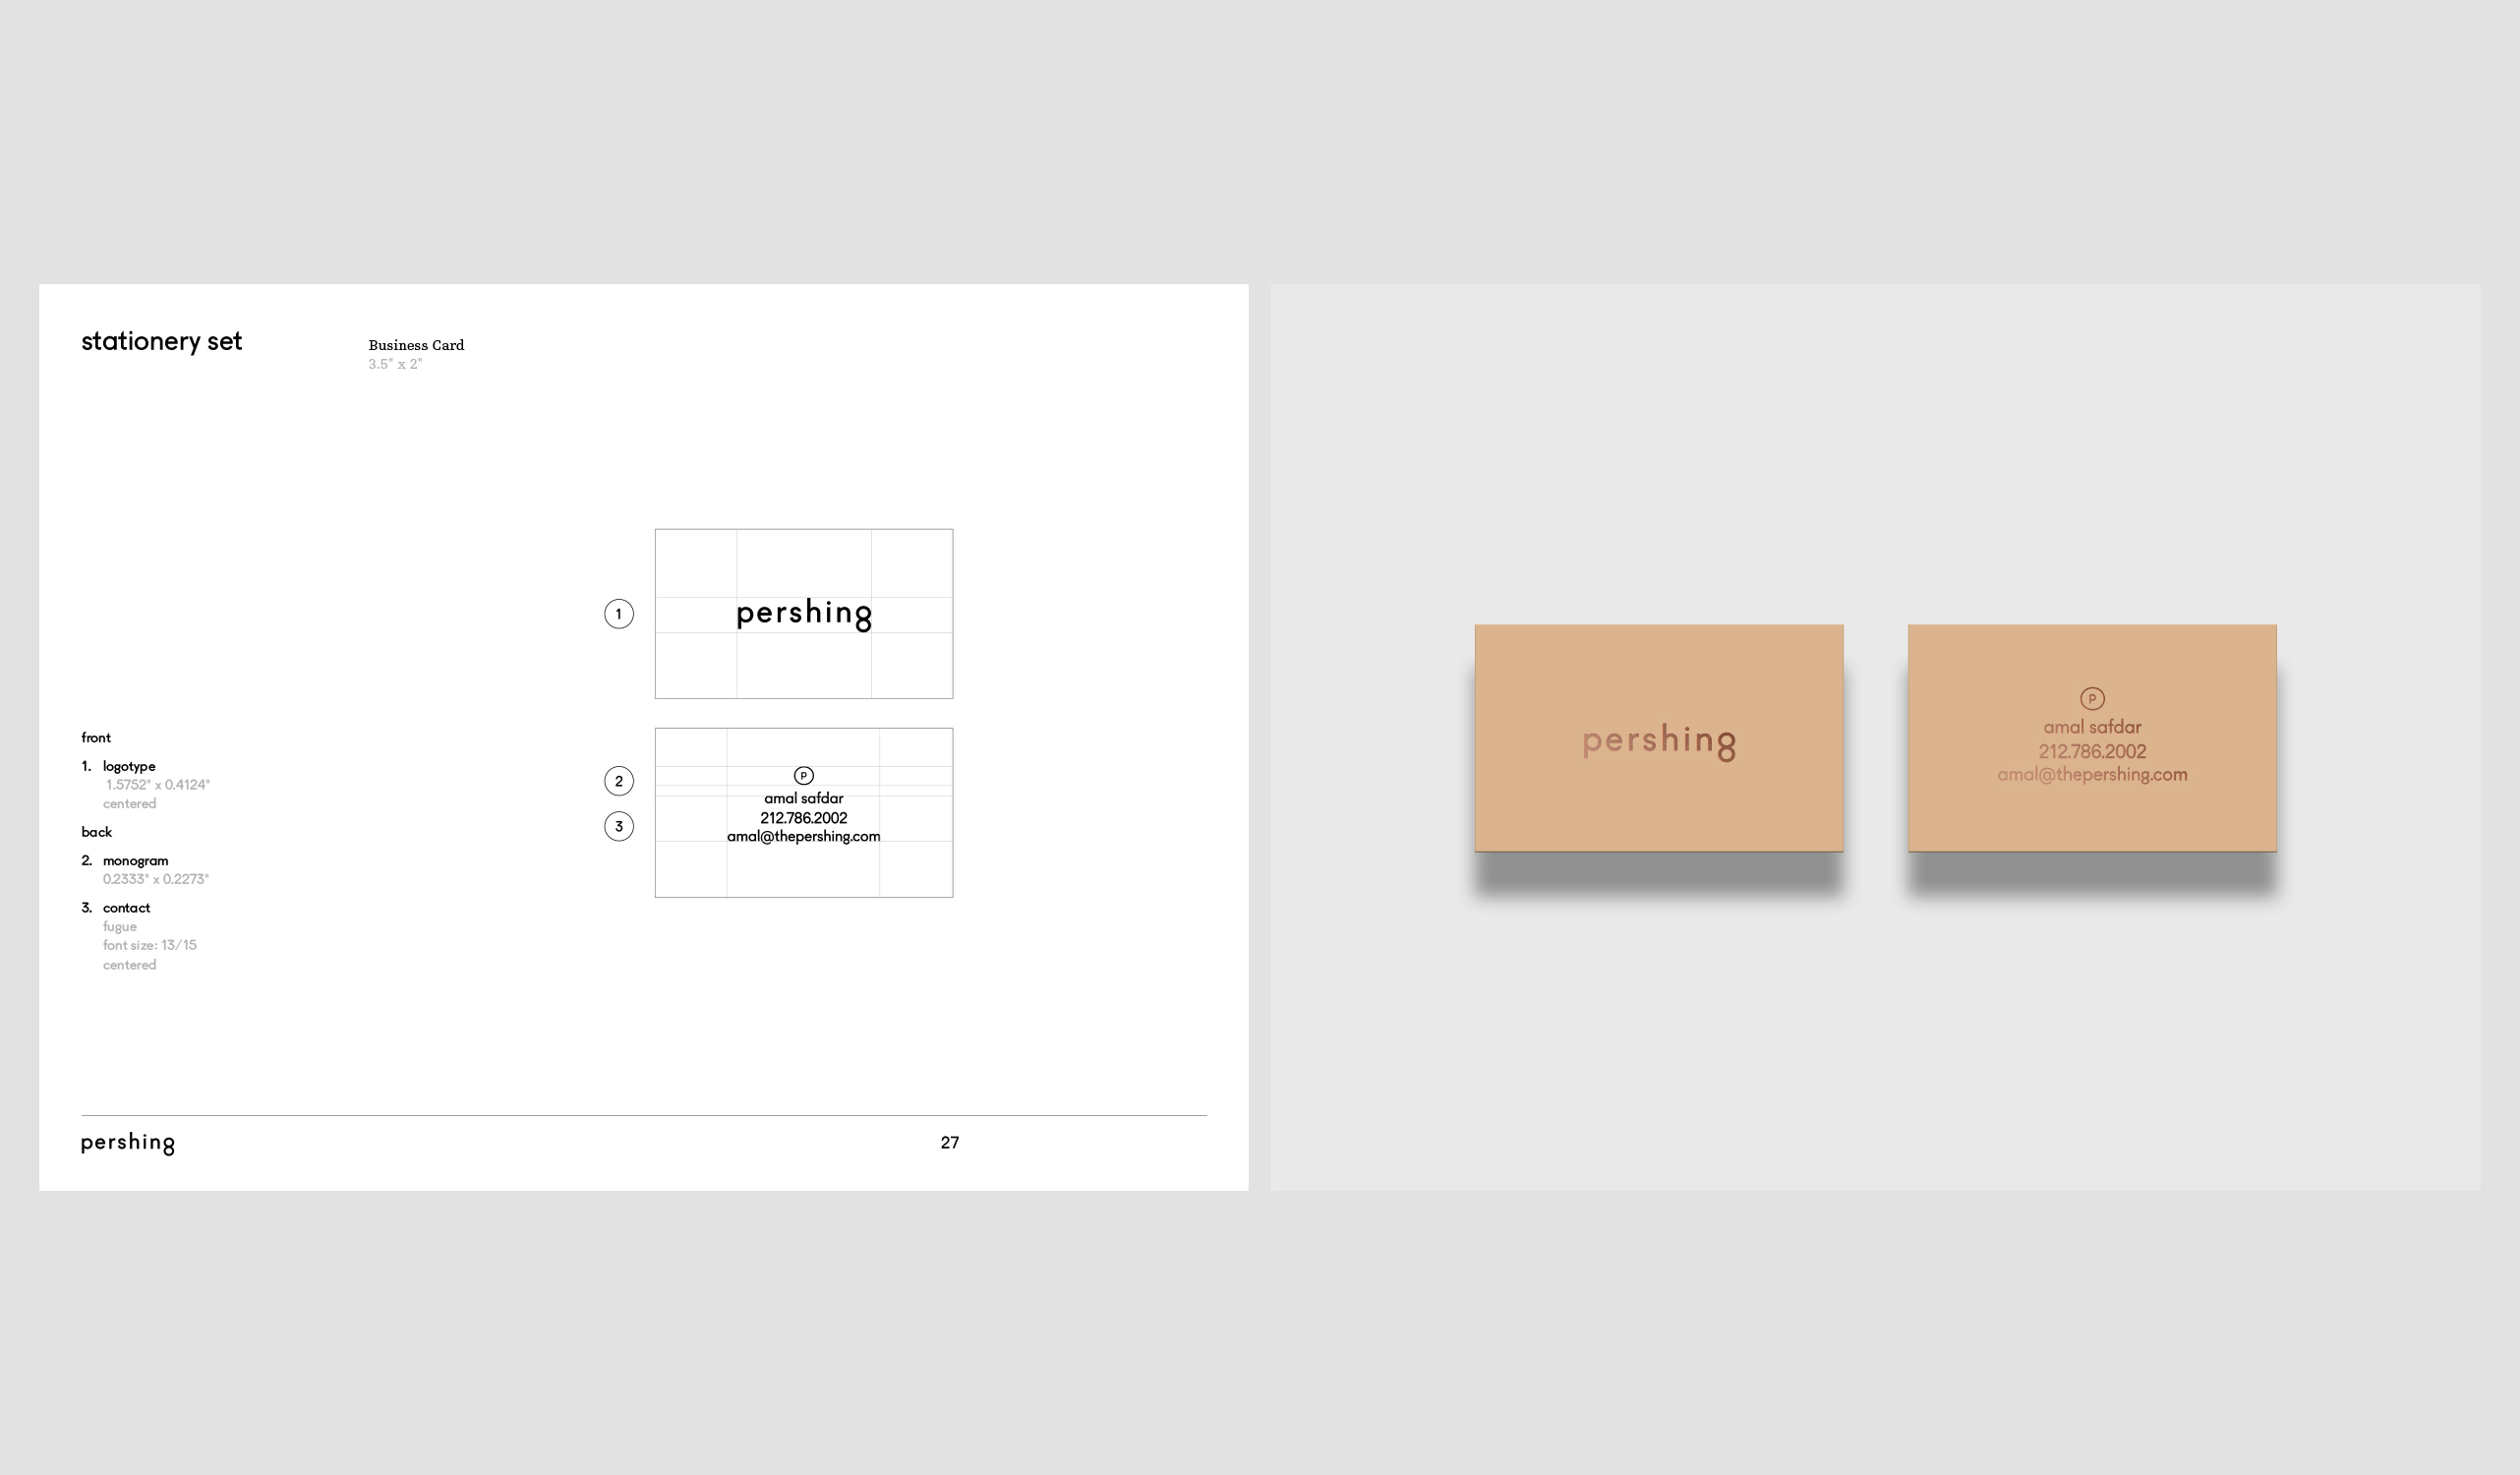 stationery set
Business Card
3.5" x 2"
1
pershing
2
3
P
amal safdar
212.786.2002
amal@thepershing.com
front
1. logotype
1.5752" x 0.4124"
centered
back
2. monogram
0.2333" x 0.2273"
3. contact
fugue
font size: 13/15
centered
pershing
27
pershing
P
amal safdar
212.786.2002
amal@thepershing.com